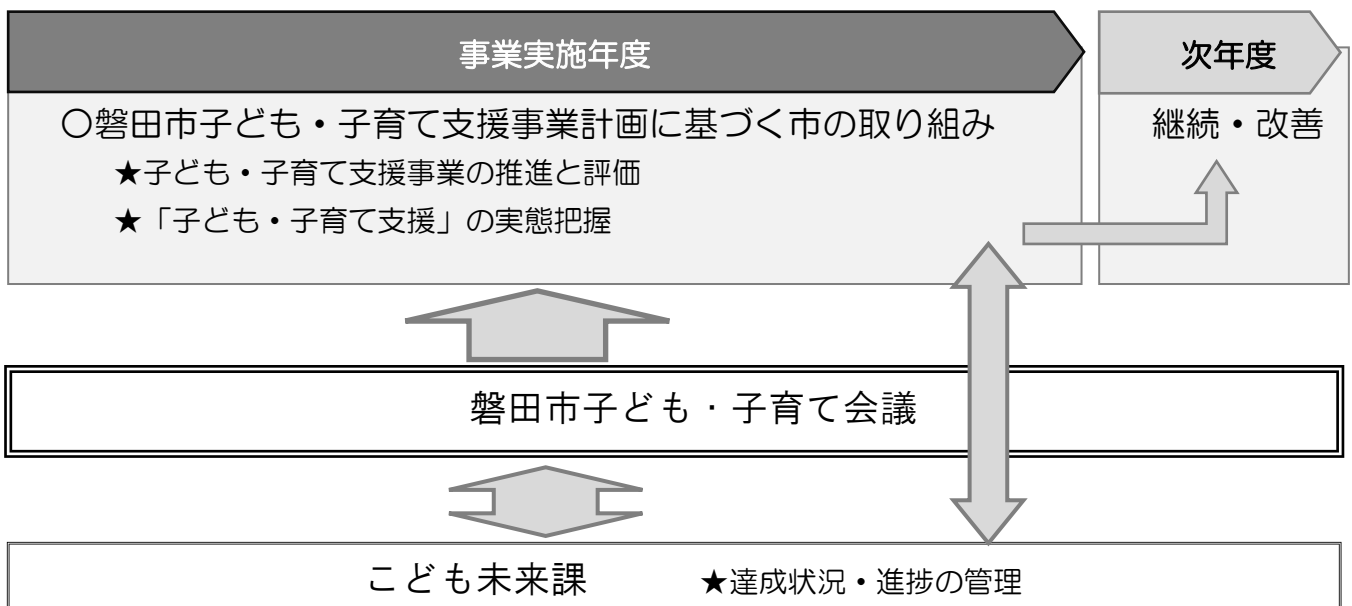 事業実施年度
次年度
〇磐田市子ども・子育て支援事業計画に基づく市の取り組み
継続・改善
★子ども・子育て支援事業の推進と評価
★「子ども・子育て支援」の実態把握
磐田市子ども・子育て会議
こども未来課 ★達成状況・進捗の管理